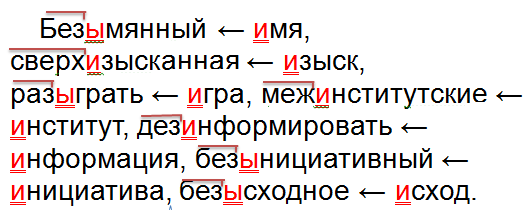 Безымянный ← имя,
сверхизысканная ← изыск,
разыграть ← игра, межинститутские ←
институт, дезинформировать ←
информация, безынициативный ←
инициатива, безысходное ← исход.